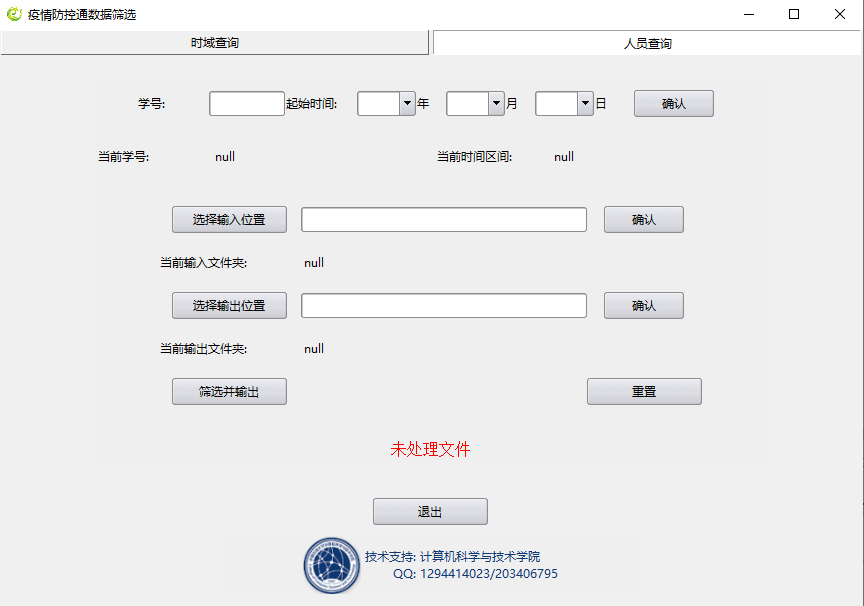 疫情防控通数据筛选
时域查询 人员查询
学号: 起始时间: 年 月 日 确认
当前学号: null 当前时间区间: null
选择输入位置 确认
当前输入文件夹: null
选择输出位置 确认
当前输出文件夹: null
筛选并输出 重置
未处理文件
退出
技术支持: 计算机科学与技术学院
QQ: 1294414023/203406795